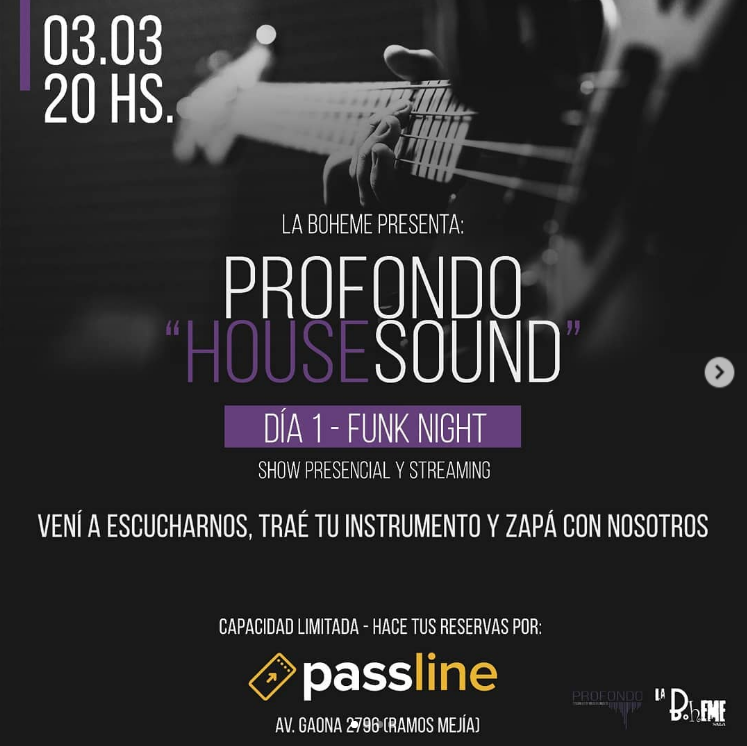 03.03
20 HS.
LA BOHEME PRESENTA:
PROFONDO
“HOUSESOUND”
DÍA 1 - FUNK NIGHT
SHOW PRESENCIAL Y STREAMING
VENÍ A ESCUCHARNOS, TRAÉ TU INSTRUMENTO Y ZAPÁ CON NOSOTROS
CAPACIDAD LIMITADA - HACE TUS RESERVAS POR:
passline
AV. GAONA 2796 (RAMOS MEJÍA)
PROFONDO
LA BohEME